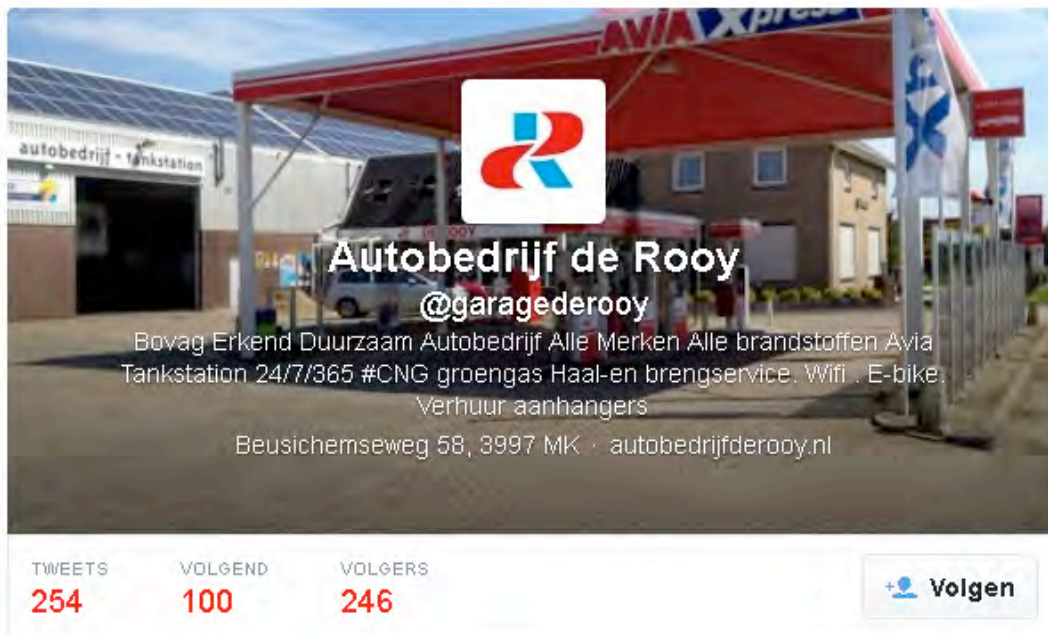 AVIA Xpress
autobedrijf - tankstation
DE ROOY
Autobedrijf de Rooy
@garagederooy
Bovag Erkend Duurzaam Autobedrijf Alle Merken Alle brandstoffen Avia
Tankstation 24/7/365 #CNG groengas Haal-en brengservice. Wifi . E-bike.
Verhuur aanhangers
Beusichemseweg 58, 3997 MK · autobedrijfderooy.nl
TWEETS VOLGEND VOLGERS
254 100 246
Volgen